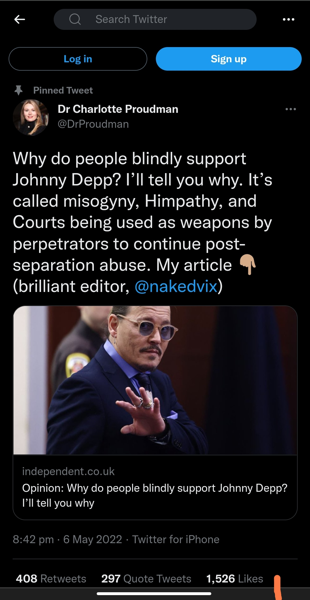 Search Twitter
Log in
Sign up
Pinned Tweet
Dr Charlotte Proudman
@DrProudman
Why do people blindly support
Johnny Depp? I’ll tell you why. It’s
called misogyny, Himpathy, and
Courts being used as weapons by
perpetrators to continue post-
separation abuse. My article 👇🏼
(brilliant editor, @nakedvix)
independent.co.uk
Opinion: Why do people blindly support Johnny Depp?
I’ll tell you why
8:42 pm · 6 May 2022 · Twitter for iPhone
408 Retweets 297 Quote Tweets 1,526 Likes